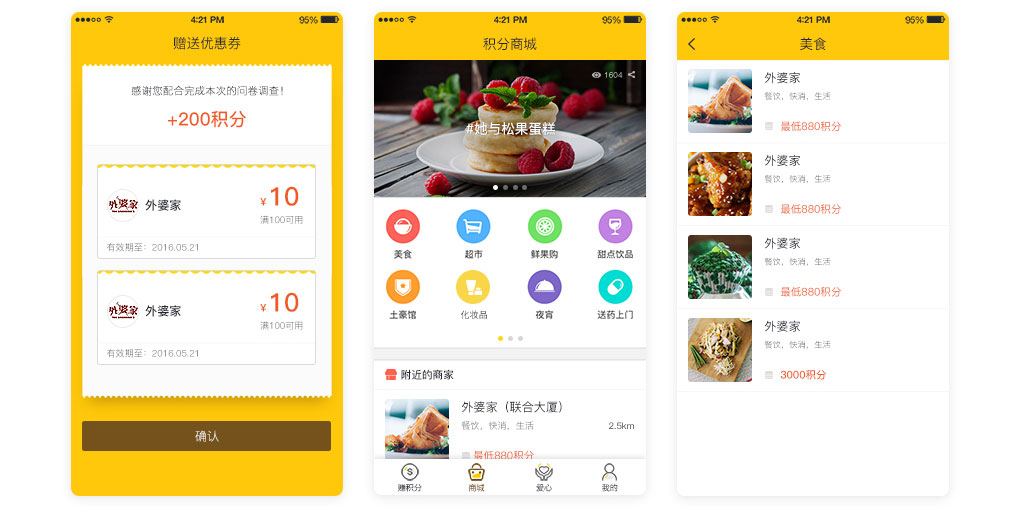 4:21 PM
95%
赠送优惠券
感谢您配合完成本次的问卷调查!
+200积分
外婆家
外婆家
¥10
满100可用
有效期至：2016.05.21
外婆家
外婆家
¥10
满100可用
有效期至：2016.05.21
确认
4:21 PM
95%
积分商城
1604
#她与松果蛋糕
美食
超市
鲜果购
甜点饮品
土豪馆
化妆品
夜宵
送药上门
附近的商家
外婆家（联合大厦）
餐饮，快消，生活
2.5km
最低880积分
赚积分
商城
爱心
我的
4:21 PM
95%
美食
外婆家
餐饮，快消，生活
最低880积分
外婆家
餐饮，快消，生活
最低880积分
外婆家
餐饮，快消，生活
最低880积分
外婆家
餐饮，快消，生活
3000积分